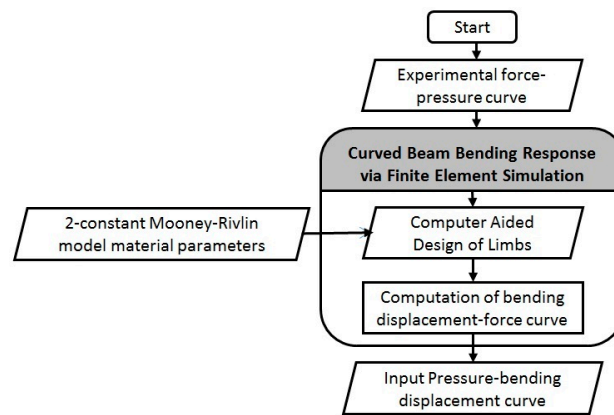 Start
Experimental force-
pressure curve
Curved Beam Bending Response
via Finite Element Simulation
2-constant Mooney-Rivlin
model material parameters
Computer Aided
Design of Limbs
Computation of bending
displacement-force curve
Input Pressure-bending
displacement curve